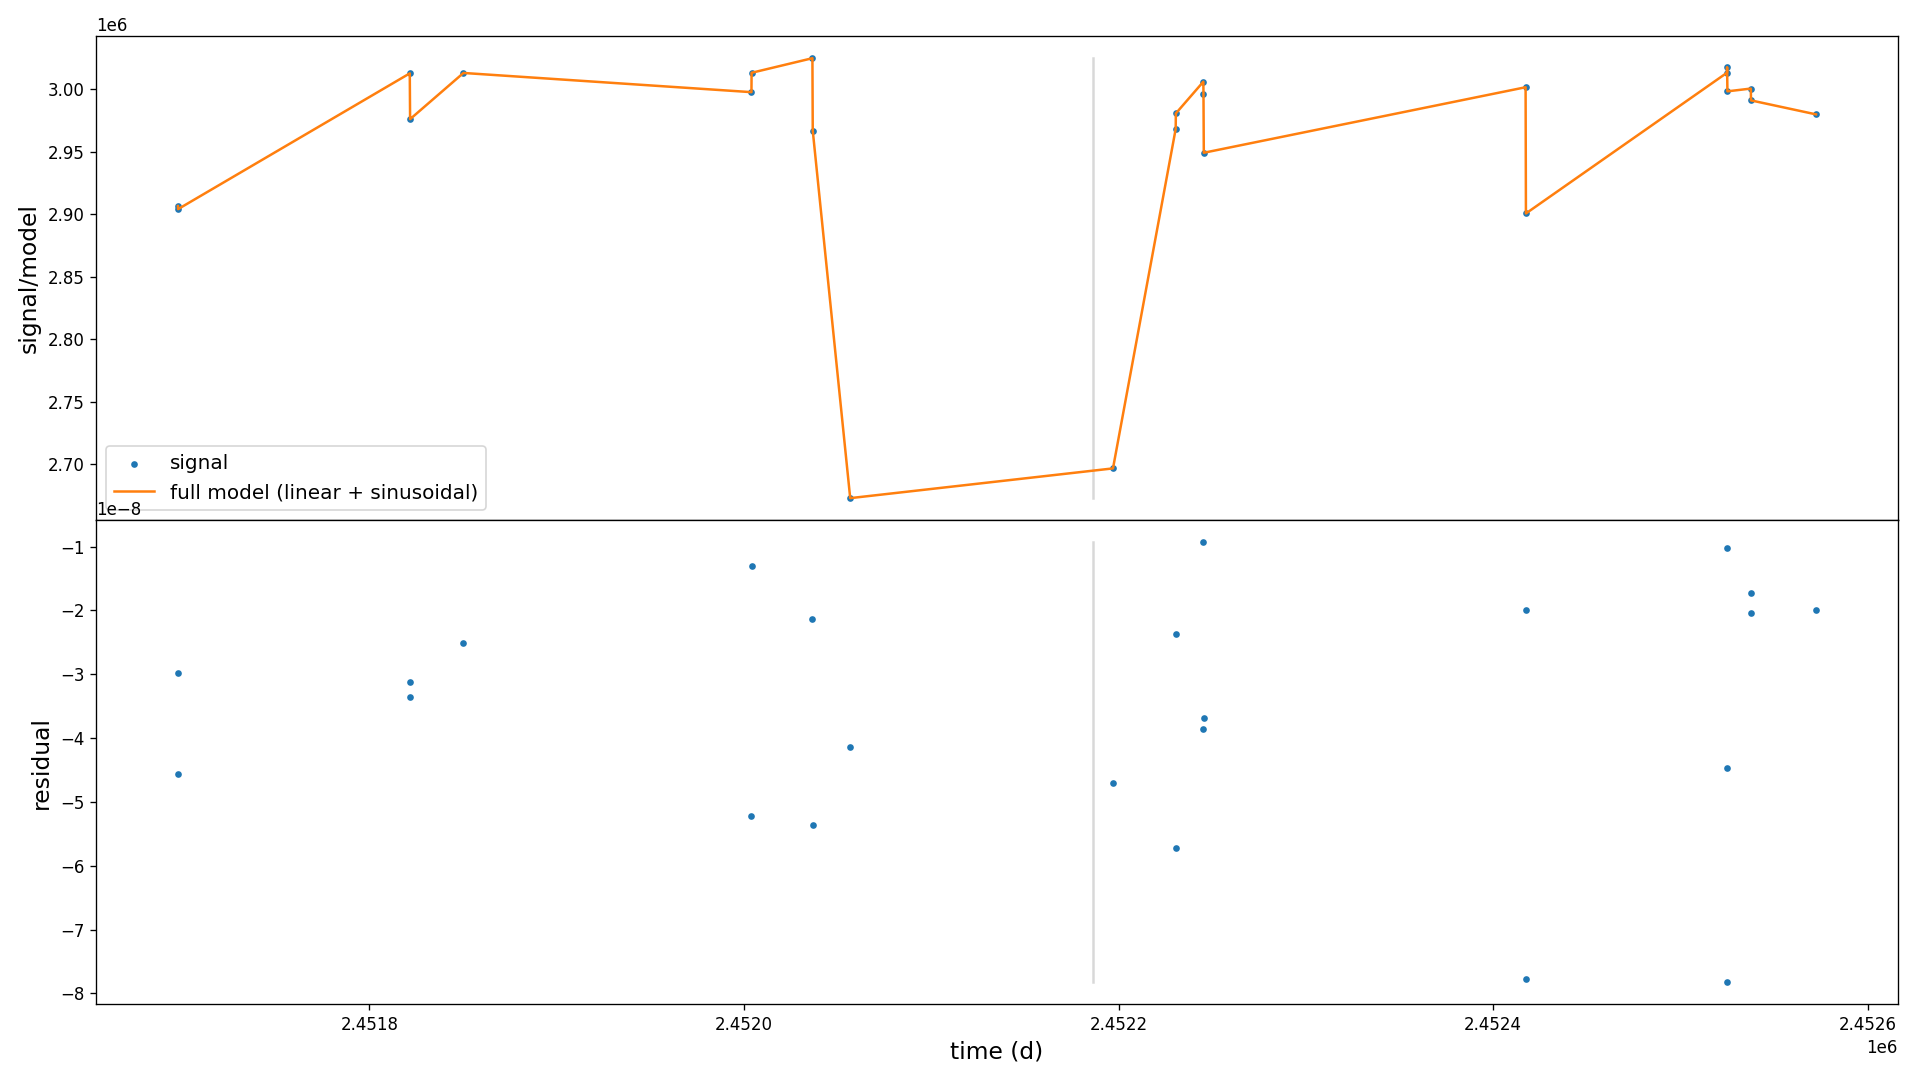 1e6
3.00
2.95
2.90
2.85
2.80
2.75
2.70
signal/model
signal
full model (linear + sinusoidal)
1e−8
−1
−2
−3
−4
−5
−6
−7
−8
residual
2.4518 2.4520 2.4522 2.4524 2.4526
time (d)
1e6